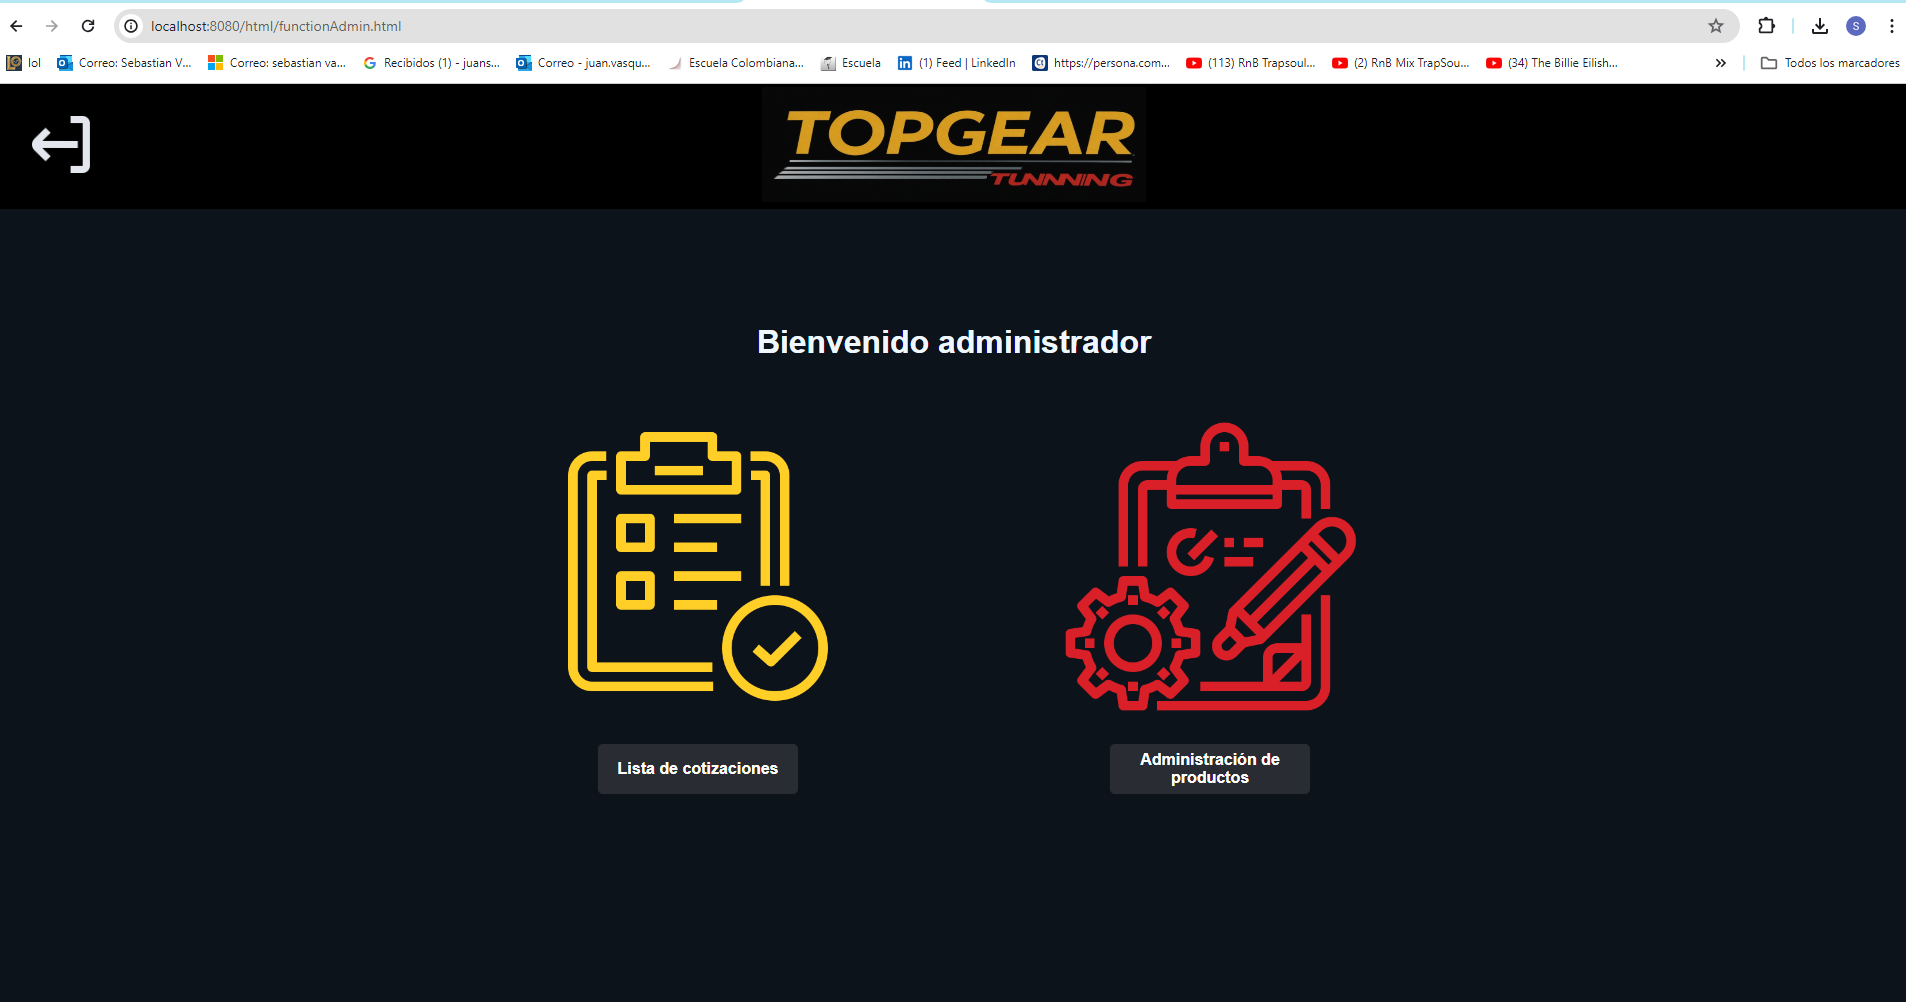 localhost:8080/html/functionAdmin.html
S
lol
Correo: Sebastian V...
Correo: sebastian va...
Recibidos (1) - juans...
Correo - juan.vasqu...
Escuela Colombiana...
Escuela
(1) Feed | LinkedIn
https://persona.com...
(113) RnB Trapsoul...
(2) RnB Mix TrapSou...
(34) The Billie Eilish...
Todos los marcadores
TOPGEAR
TUNNNING
Bienvenido administrador
Lista de cotizaciones
Administración de
productos